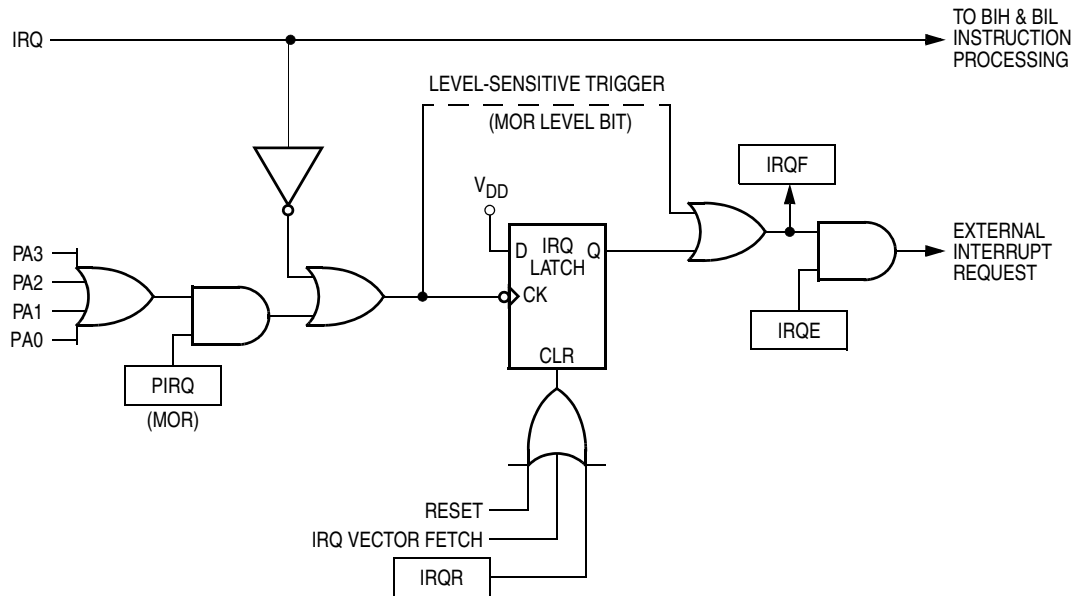 IRQ
TO BIH & BIL
INSTRUCTION
PROCESSING
LEVEL-SENSITIVE TRIGGER
(MOR LEVEL BIT)
IRQF
VDD
D IRQ Q
LATCH
CK
CLR
EXTERNAL
INTERRUPT
REQUEST
IRQE
PA3
PA2
PA1
PA0
PIRQ
(MOR)
RESET
IRQ VECTOR FETCH
IRQR